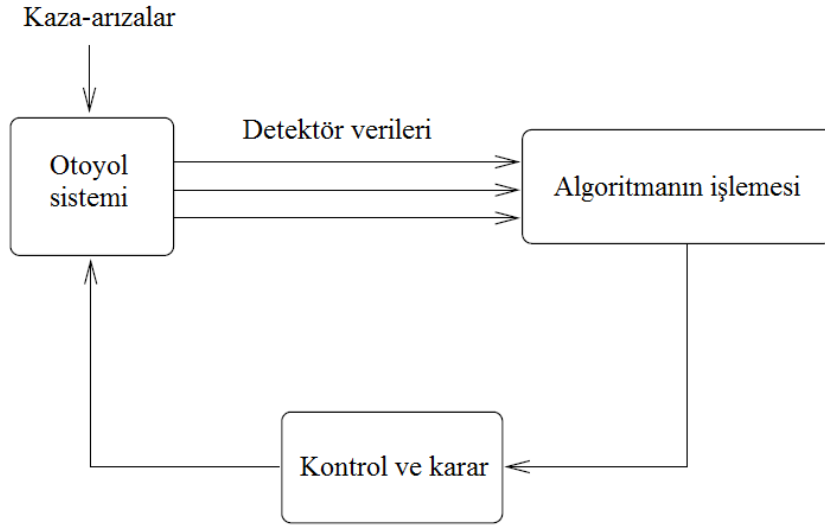 Kaza-arızalar
Detektör verileri
Otoyol
sistemi
Algoritmanın işlemesi
Kontrol ve karar